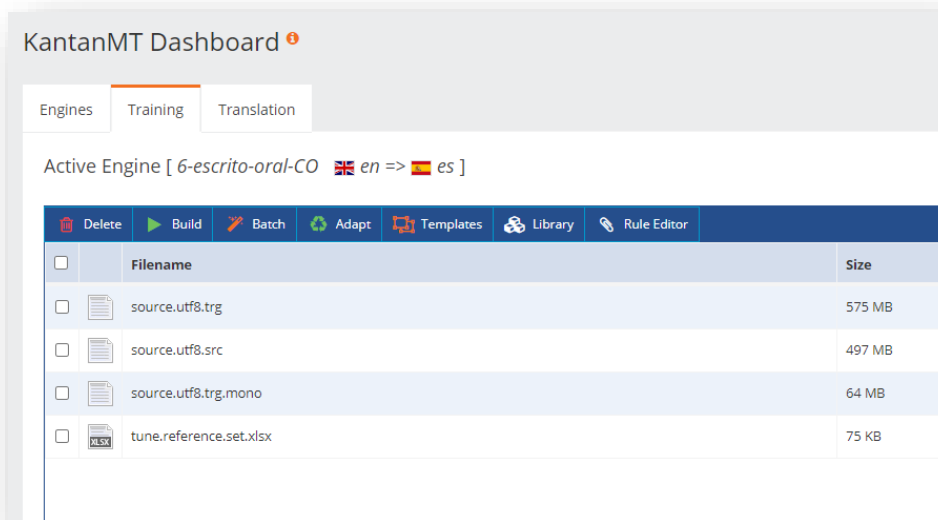 KantanMT Dashboard
Engines Training Translation
Active Engine [ 6-escrito-oral-CO en => es ]
Delete Build Batch Adapt Templates Library Rule Editor
Filename Size
source.utf8.trg 575 MB
source.utf8.src 497 MB
source.utf8.trg.mono 64 MB
XLSX tune.reference.set.xlsx 75 KB